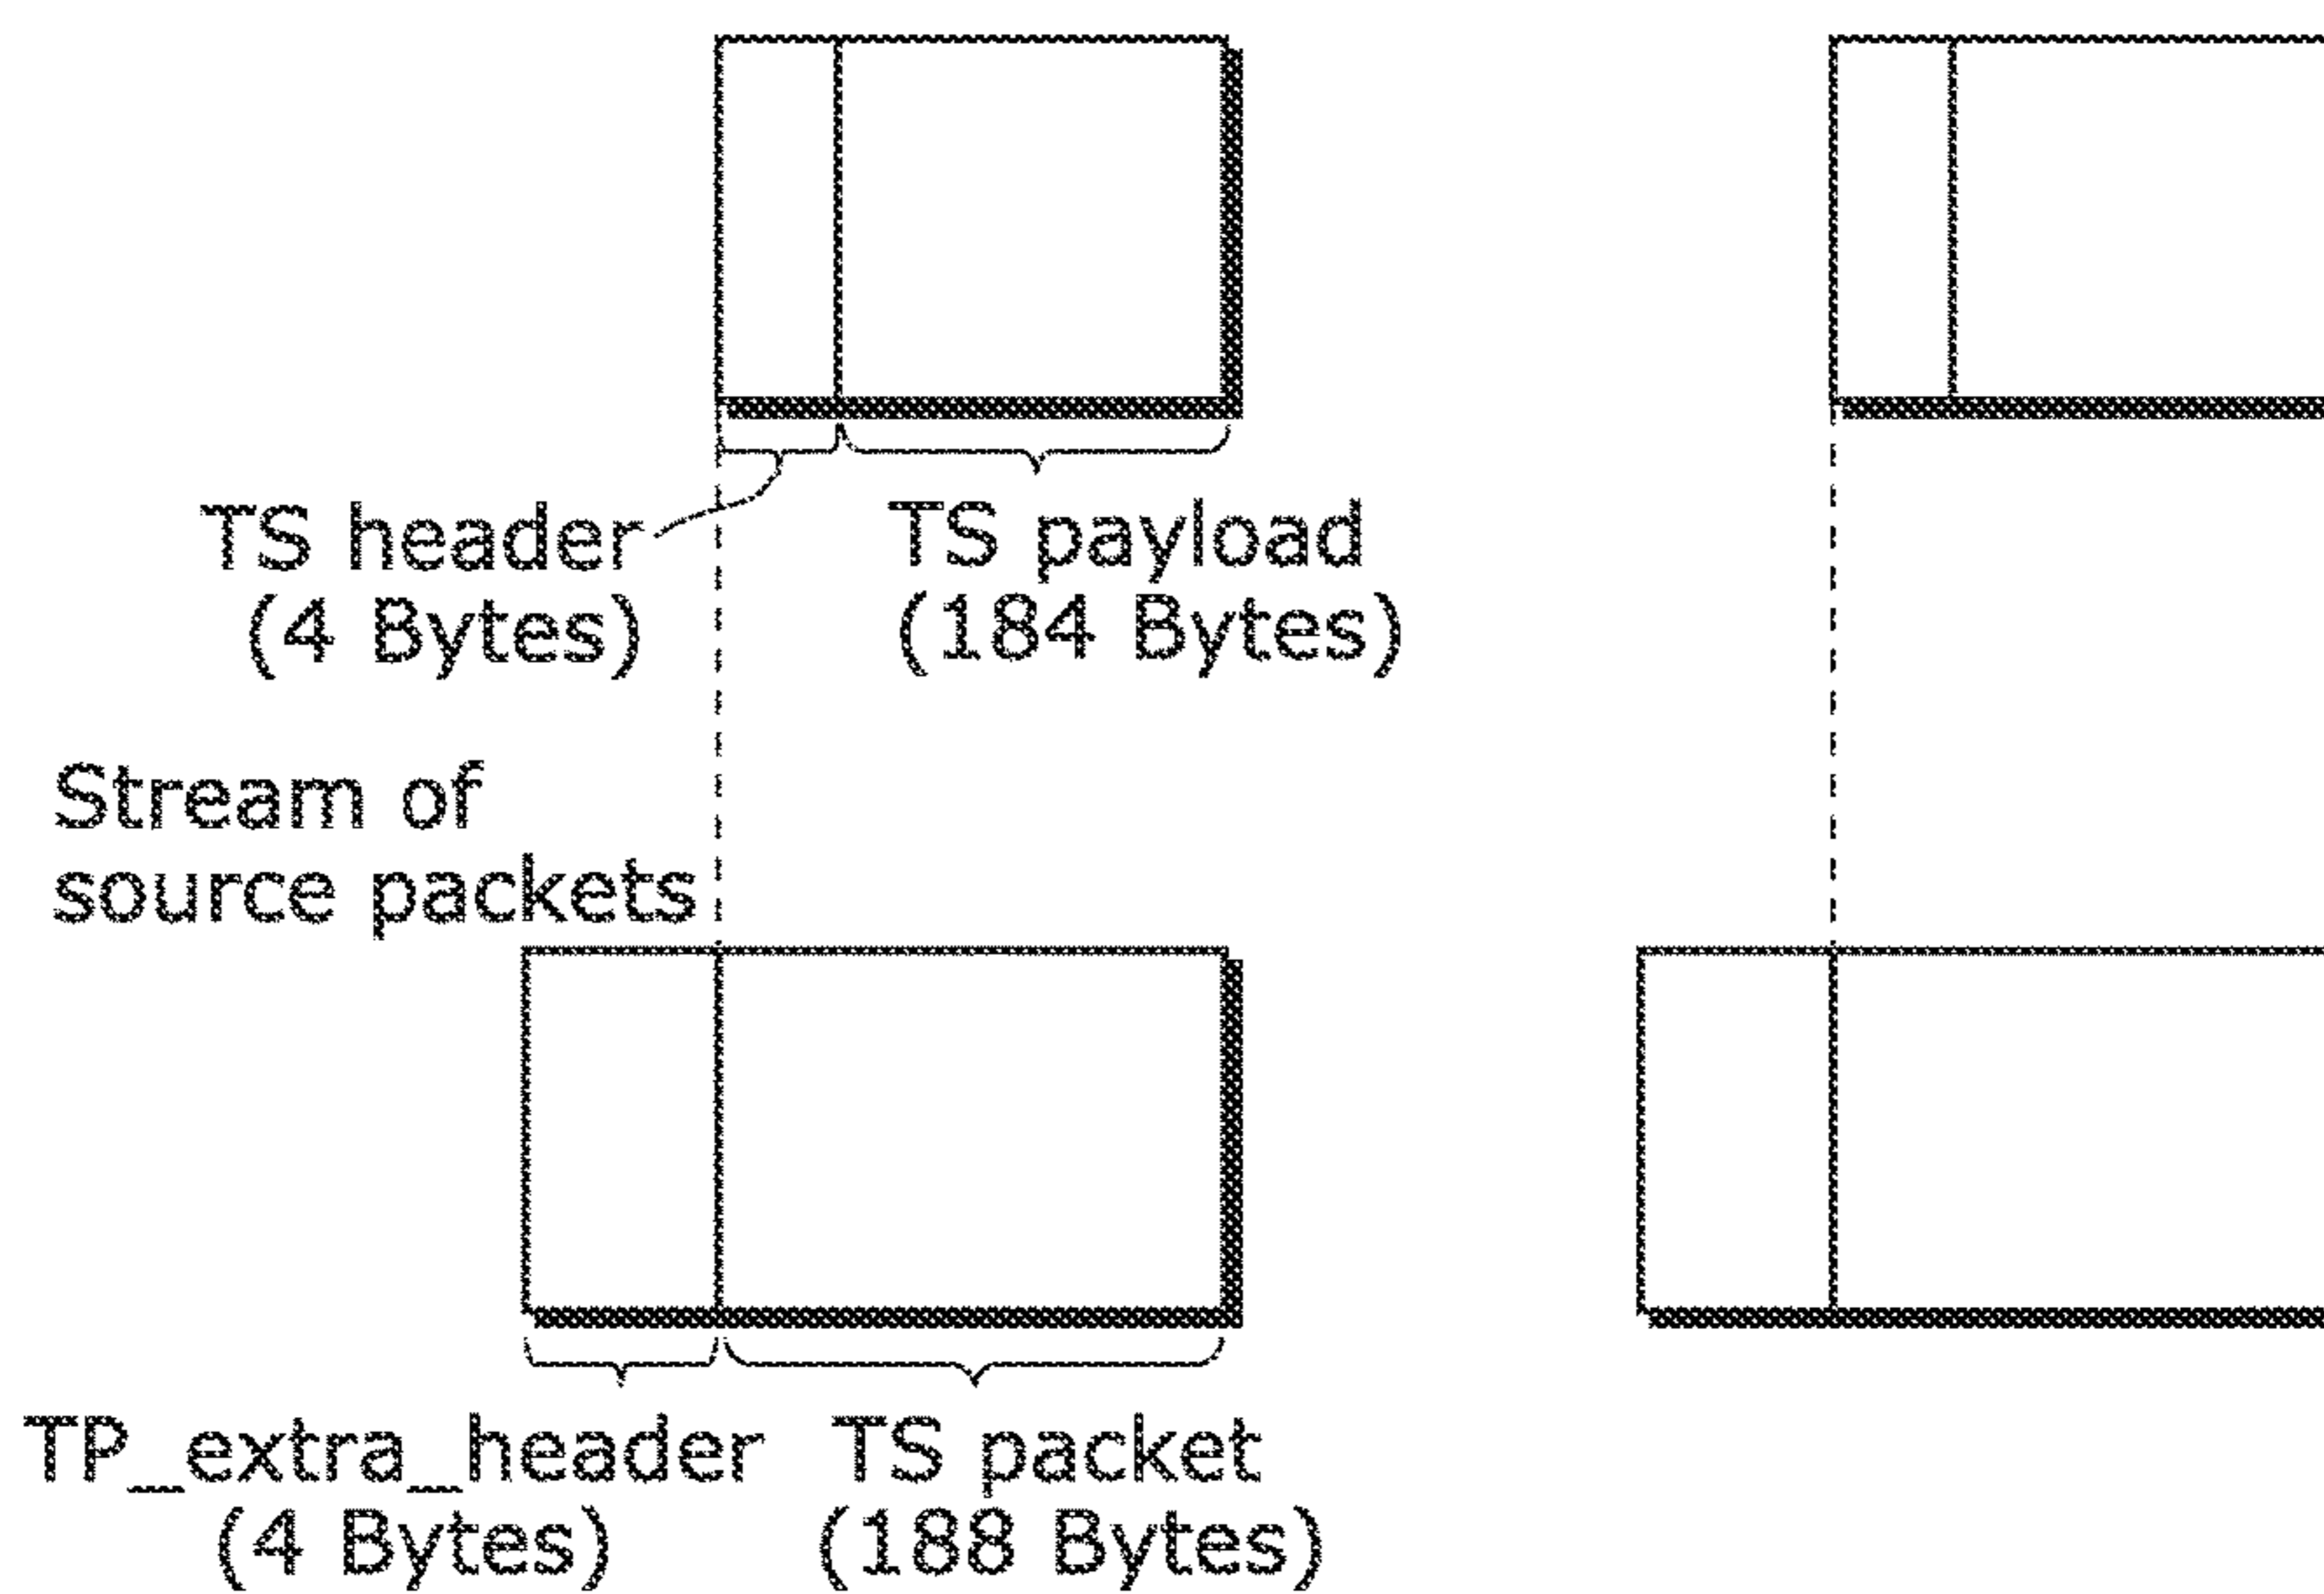 TS header
(4 Bytes)
TS payload
(184 Bytes)
Stream of
source packets
TP_extra_header
(4 Bytes)
TS packet
(188 Bytes)